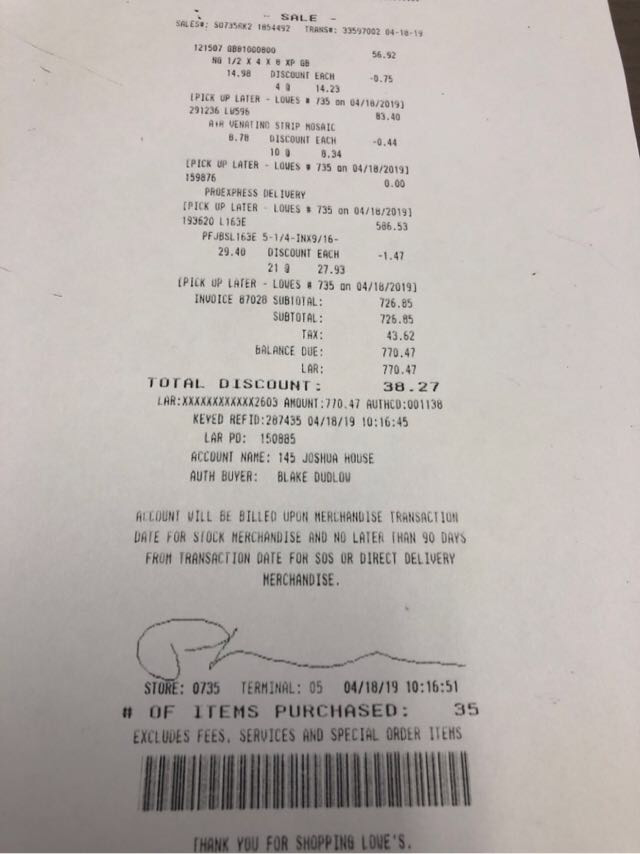 - SALE -
SALES#: S0735RK2 1854492 TRANS#: 33597002 04-18-19
121507 GB81000800 56.92
NG 1/2 X 4 X 8 XP GB
14.98 DISCOUNT EACH -0.75
4 @ 14.23
[PICK UP LATER - LOWES # 735 on 04/18/2019]
291236 LW596 83.40
AIR VENATINO STRIP MOSAIC
8.78 DISCOUNT EACH -0.44
10 @ 8.34
[PICK UP LATER - LOWES # 735 on 04/18/2019]
159876 0.00
PROEXPRESS DELIVERY
[PICK UP LATER - LOWES # 735 on 04/18/2019]
193620 L163E 586.53
PFJBSL163E 5-1/4-INX9/16-
29.40 DISCOUNT EACH -1.47
21 @ 27.93
[PICK UP LATER - LOWES # 735 on 04/18/2019]
INVOICE 87028 SUBTOTAL: 726.85
SUBTOTAL: 726.85
TAX: 43.62
BALANCE DUE: 770.47
LAR: 770.47
TOTAL DISCOUNT: 38.27
LAR:XXXXXXXXXXXX2603 AMOUNT:770.47 AUTHCD:001138
KEYED REFID:287435 04/18/19 10:16:45
LAR PO: 150885
ACCOUNT NAME: 145 JOSHUA HOUSE
AUTH BUYER: BLAKE DUDLOW
ACCOUNT WILL BE BILLED UPON MERCHANDISE TRANSACTION
DATE FOR STOCK MERCHANDISE AND NO LATER THAN 90 DAYS
FROM TRANSACTION DATE FOR SOS OR DIRECT DELIVERY
MERCHANDISE.
STORE: 0735 TERMINAL: 05 04/18/19 10:16:51
# OF ITEMS PURCHASED: 35
EXCLUDES FEES, SERVICES AND SPECIAL ORDER ITEMS
THANK YOU FOR SHOPPING LOWE'S.